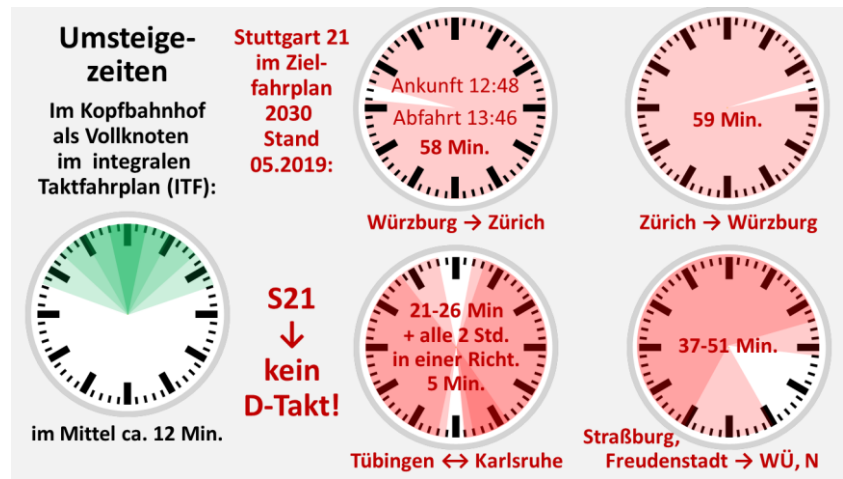 Umsteige-
zeiten
Im Kopfbahnhof
als Vollknoten
im integralen
Taktfahrplan (ITF):
im Mittel ca. 12 Min.
Stuttgart 21
im Ziel-
fahrplan
2030
Stand
05.2019:
Ankunft 12:48
Abfahrt 13:46
58 Min.
Würzburg → Zürich
59 Min.
Zürich → Würzburg
S21
↓
kein
D-Takt!
21-26 Min
+ alle 2 Std.
in einer Richt.
5 Min.
Tübingen ↔ Karlsruhe
37-51 Min.
Straßburg,
Freudenstadt → WÜ, N